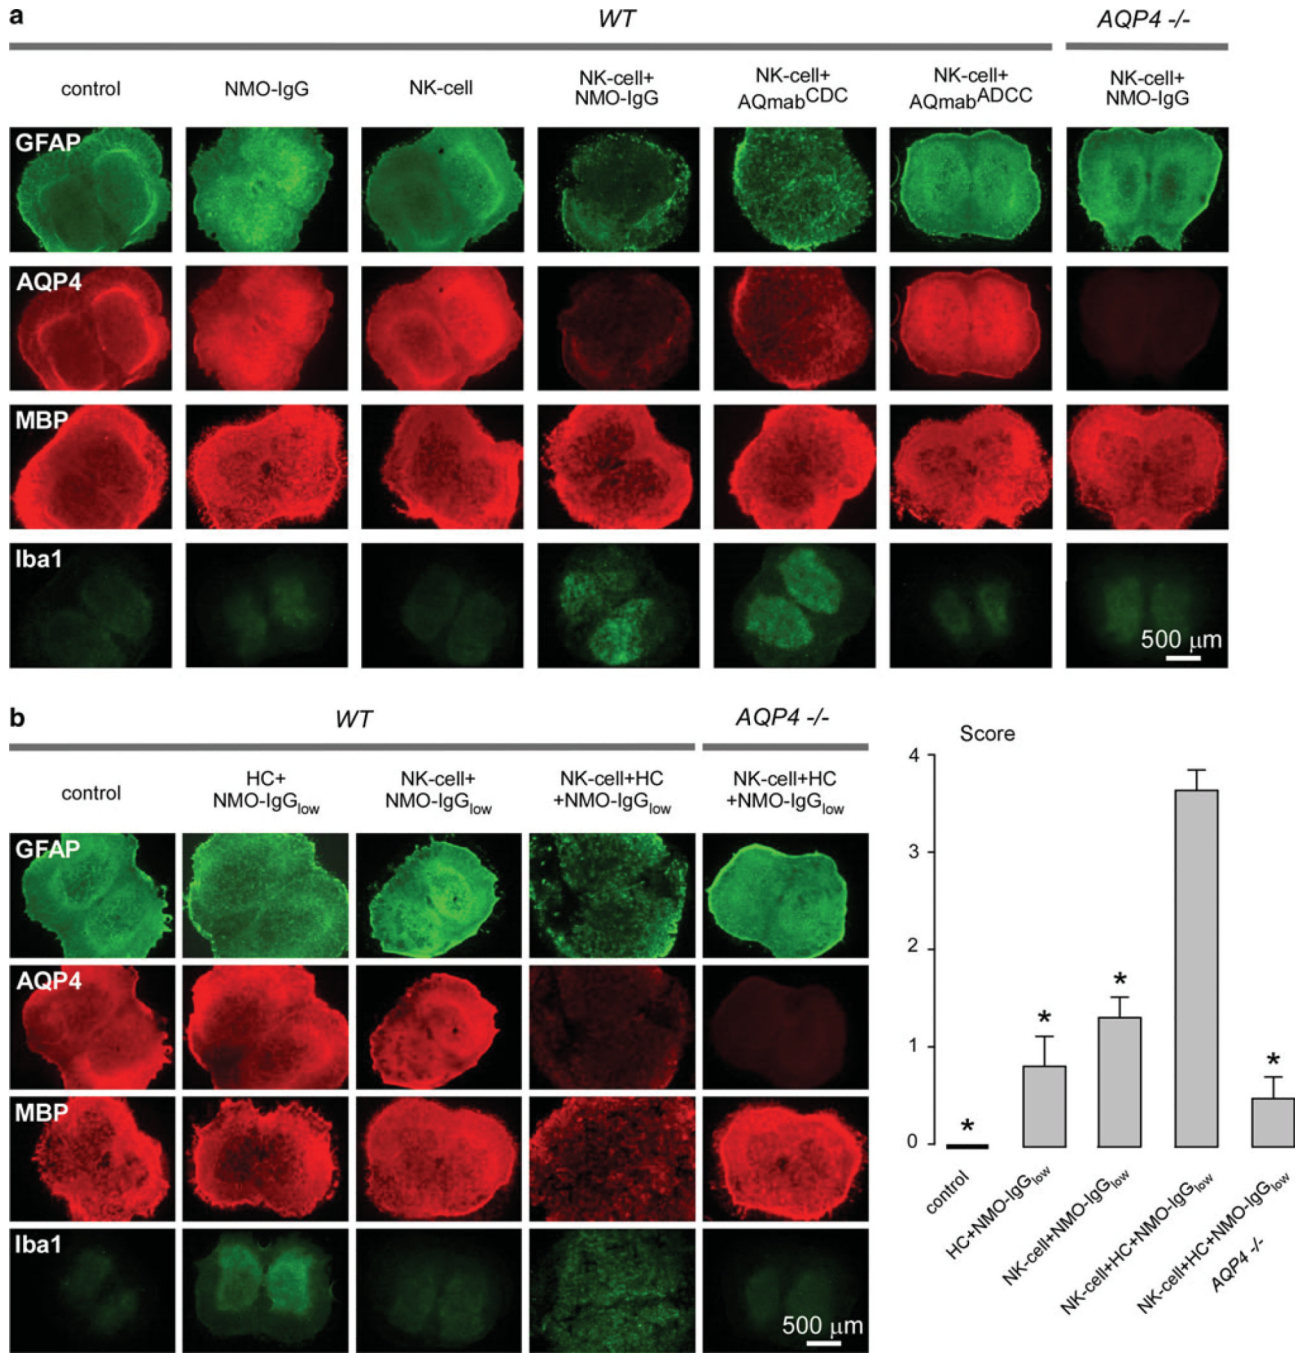 a
WT
AQP4 -/-
control
NMO-IgG
NK-cell
NK-cell+
NMO-IgG
NK-cell+
AQmabCDC
NK-cell+
AQmabADCC
NK-cell+
NMO-IgG
GFAP
AQP4
MBP
Iba1
500 µm
b
WT
AQP4 -/-
control
HC+
NMO-IgGlow
NK-cell+
NMO-IgGlow
NK-cell+HC
+NMO-IgGlow
NK-cell+HC
+NMO-IgGlow
GFAP
AQP4
MBP
Iba1
500 µm
Score
4
3
2
1
0
*
*
*
*
control
HC+NMO-IgGlow
NK-cell+NMO-IgGlow
NK-cell+HC+NMO-IgGlow
NK-cell+HC+NMO-IgGlow
AQP4 -/-